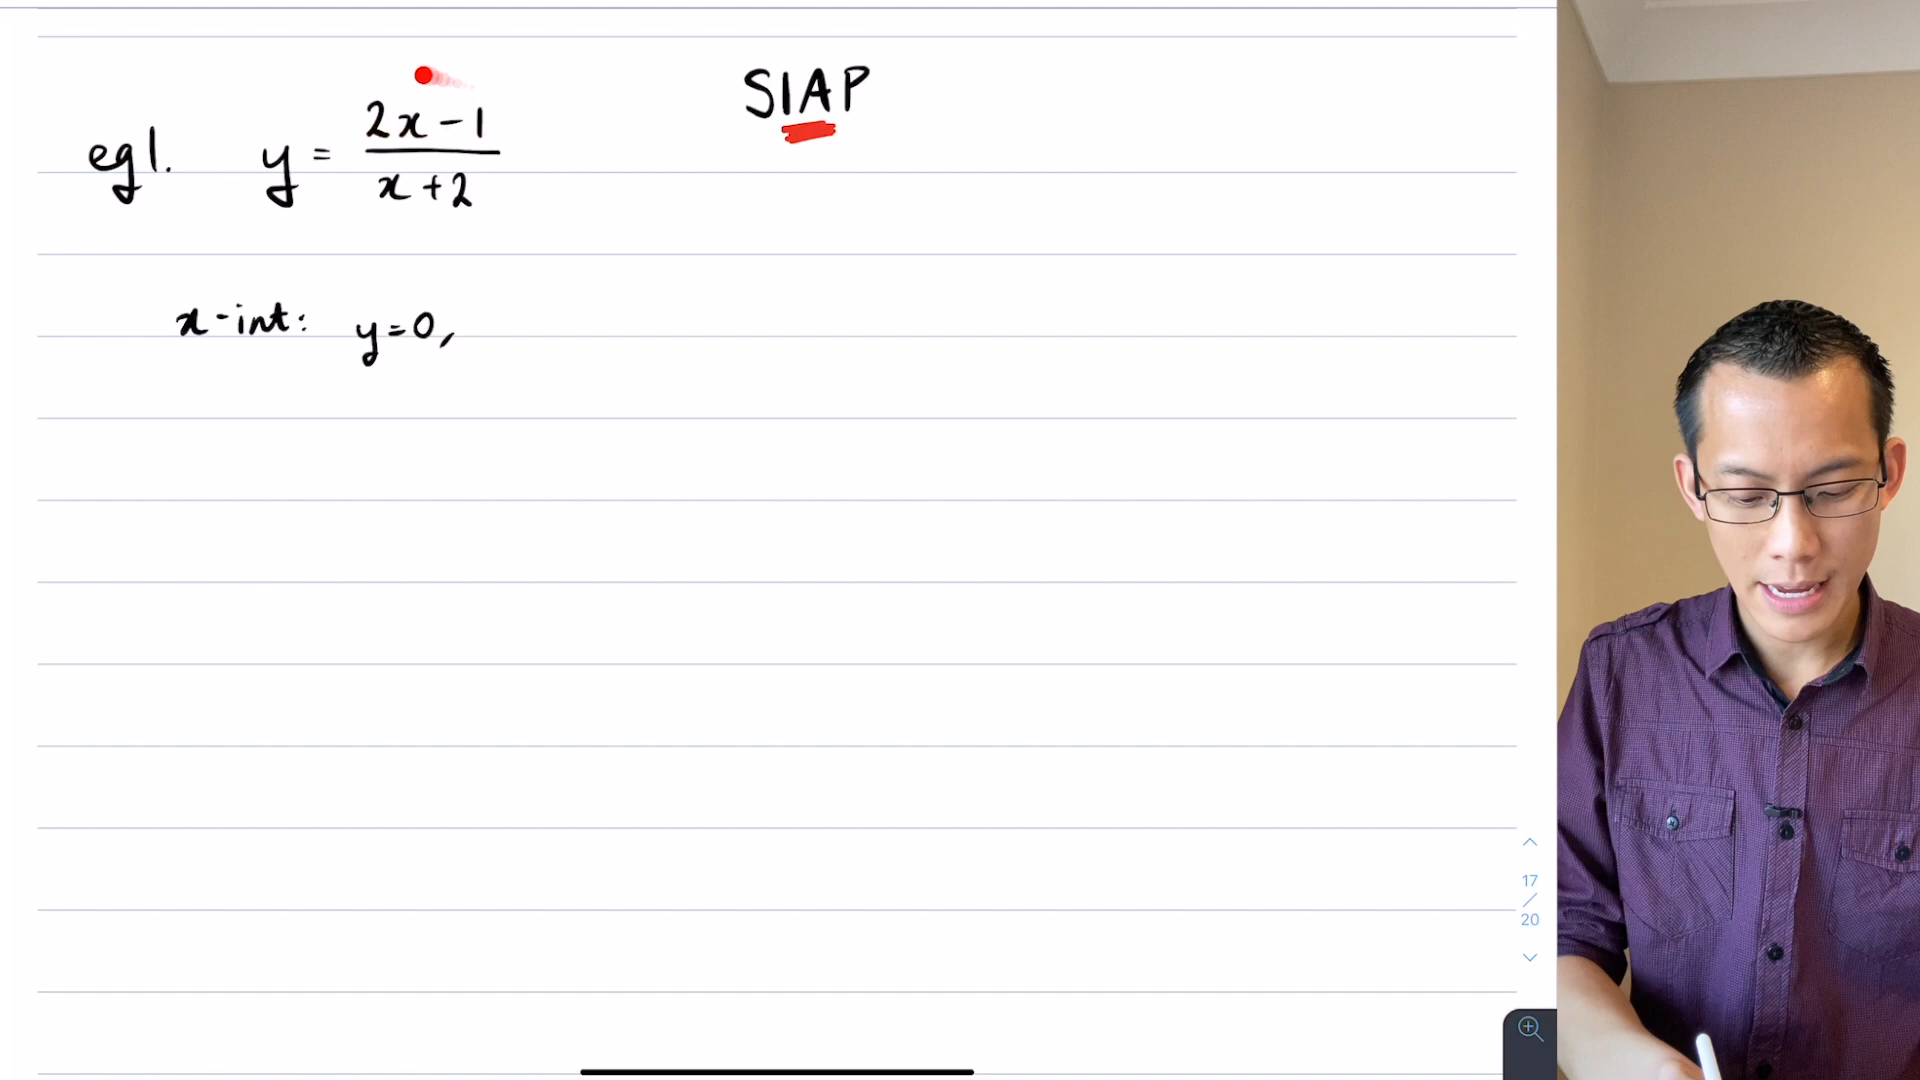 SIAP
eg1. y = 2x-1 / x+2
x-int: y=0,
17
/
20